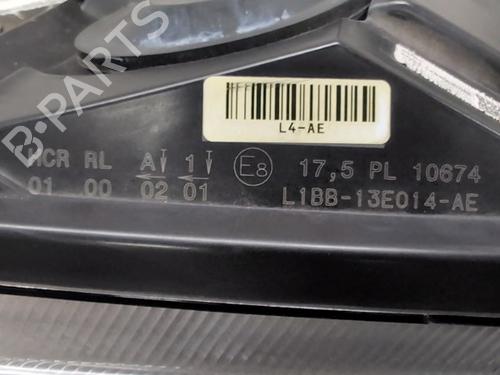 B-PARTS
L4-AE
HCR RL A 1 E8 17,5 PL 10674
01 00 02 01 L1BB-13E014-AE